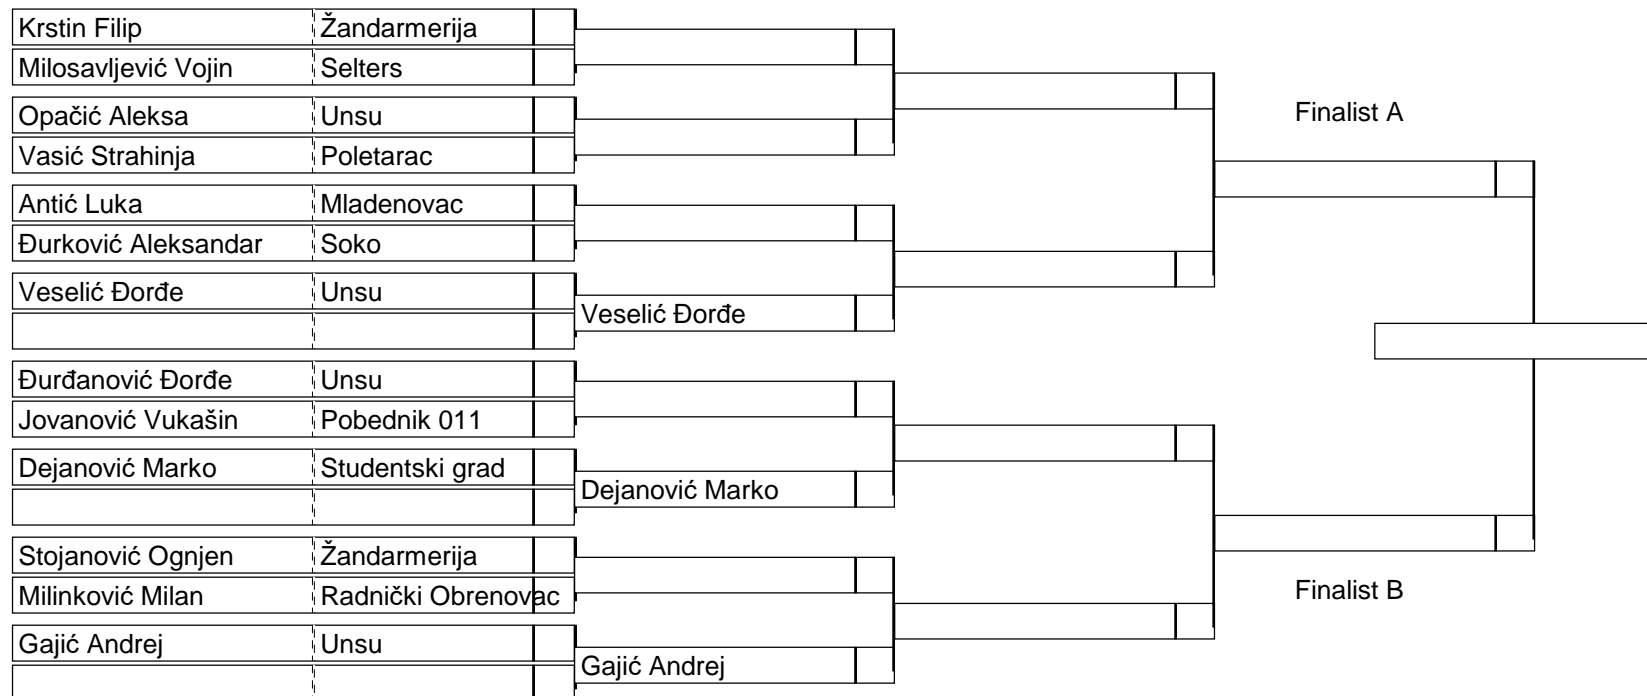 Krstin Filip Žandarmerija
Milosavljević Vojin Selters
Finalist A
Opačić Aleksa Unsu
Vasić Strahinja Poletarac
Antić Luka Mladenovac
Đurković Aleksandar Soko
Veselić Đorđe Unsu
Veselić Đorđe
Đurđanović Đorđe Unsu
Jovanović Vukašin Pobednik 011
Dejanović Marko Studentski grad
Dejanović Marko
Stojanović Ognjen Žandarmerija
Milinković Milan Radnički Obrenovac
Finalist B
Gajić Andrej Unsu
Gajić Andrej